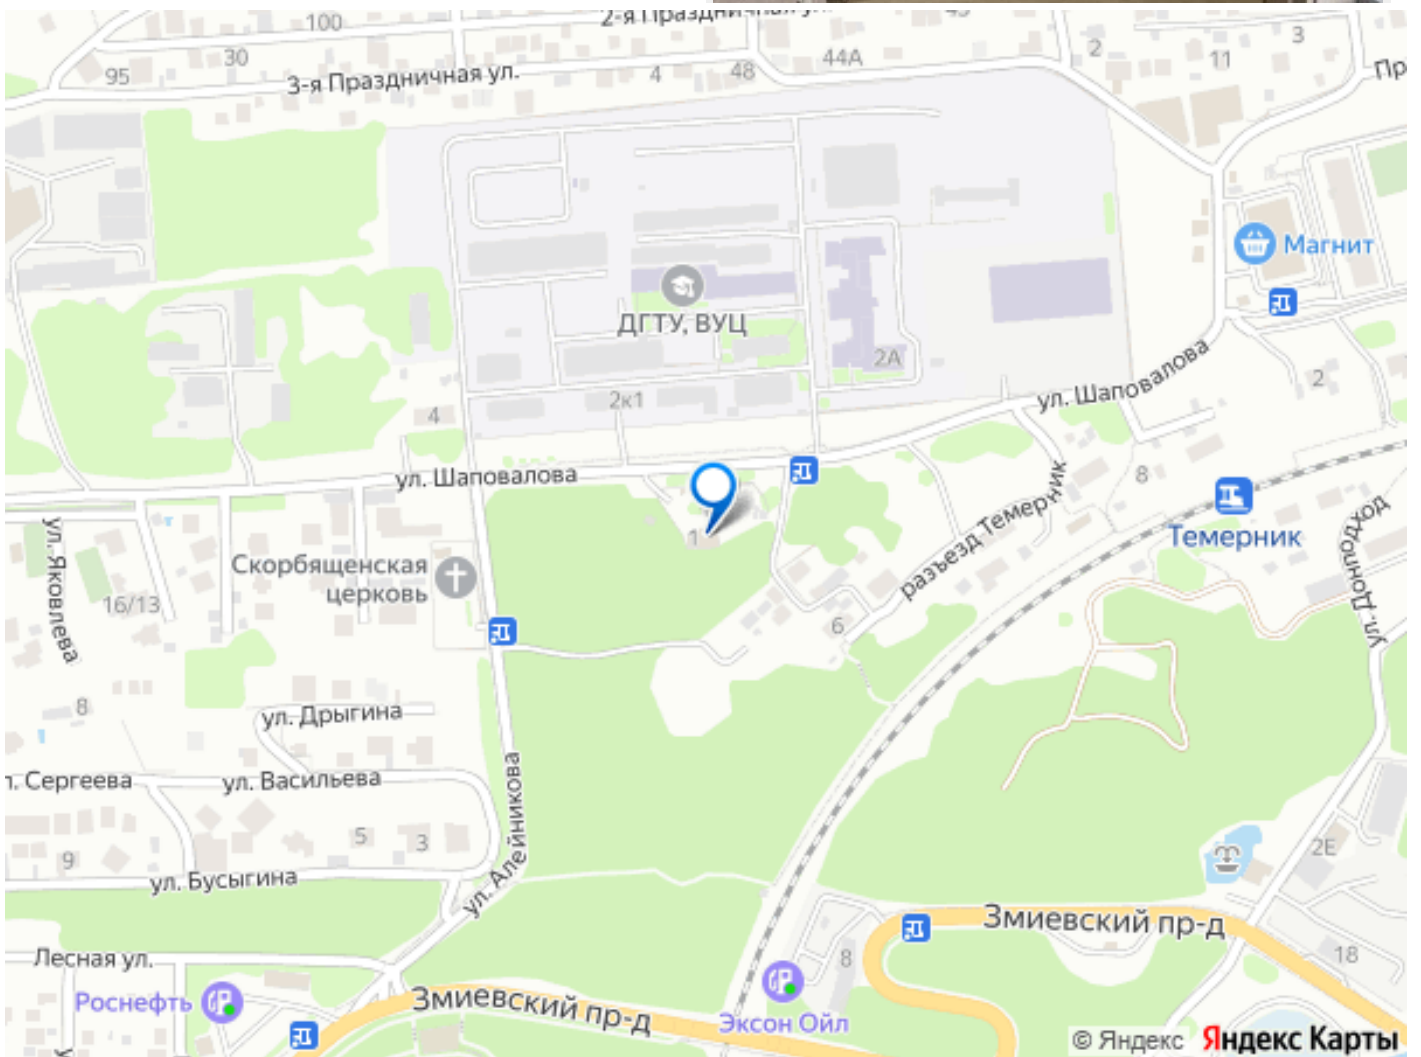 100
2-я Праздничная ул.
45
3
30
44А
2
11
95
3-я Праздничная ул.
4
48
Пр
Магнит
ДГТУ, ВУЦ
2А
ул. Шаповалова
2
2к1
4
ул. Шаповалова
8
1
разъезд Темерник
Темерник
ул. Донподход
ул. Яковлева
Скорбященская
церковь
16/13
6
8
ул. Дрыгина
л. Сергеева
ул. Васильева
ул. Алейникова
5
3
9
2Е
ул. Бусыгина
Змиевский пр-д
Лесная ул.
8
18
Роснефть
Змиевский пр-д
Эксон Ойл
© Яндекс Яндекс Карты